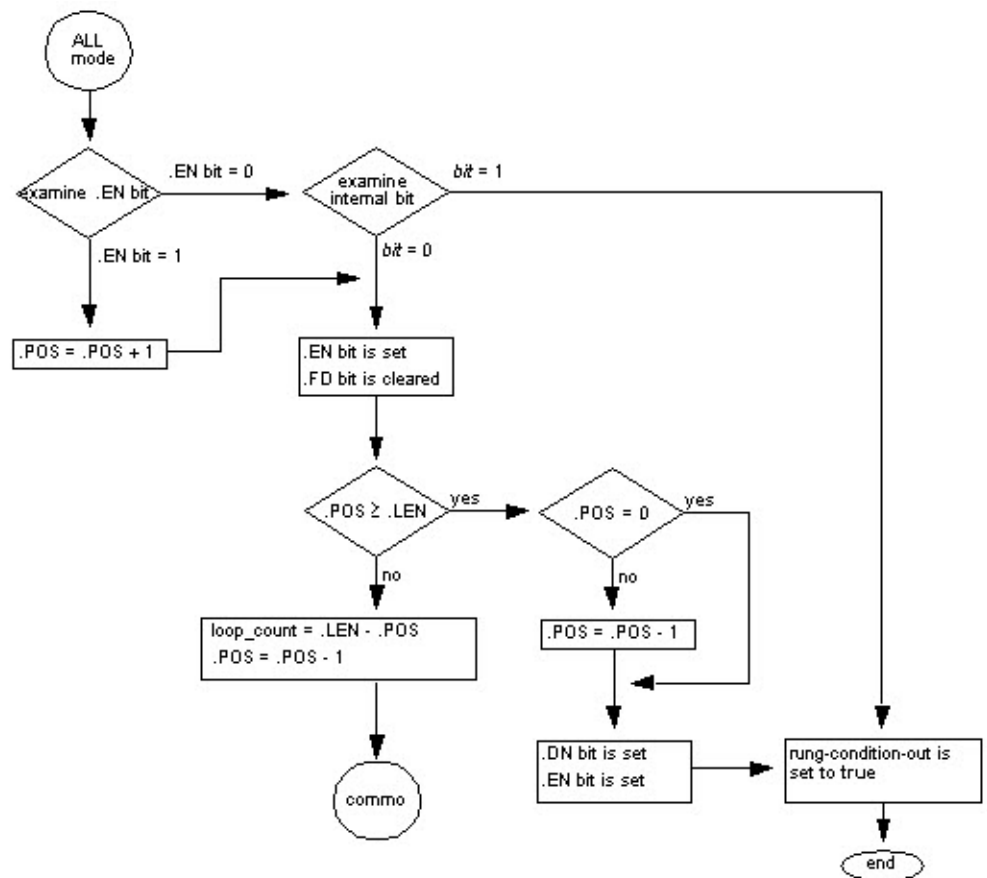 ALL
mode
examine .EN bit
.EN bit = 0
examine
internal bit
bit = 1
.EN bit = 1
bit = 0
.POS = .POS + 1
.EN bit is set
.FD bit is cleared
.POS ≥ .LEN
yes
.POS = 0
yes
no
no
loop_count = .LEN - .POS
.POS = .POS - 1
.POS = .POS - 1
commo
.DN bit is set
.EN bit is set
rung-condition-out is
set to true
end